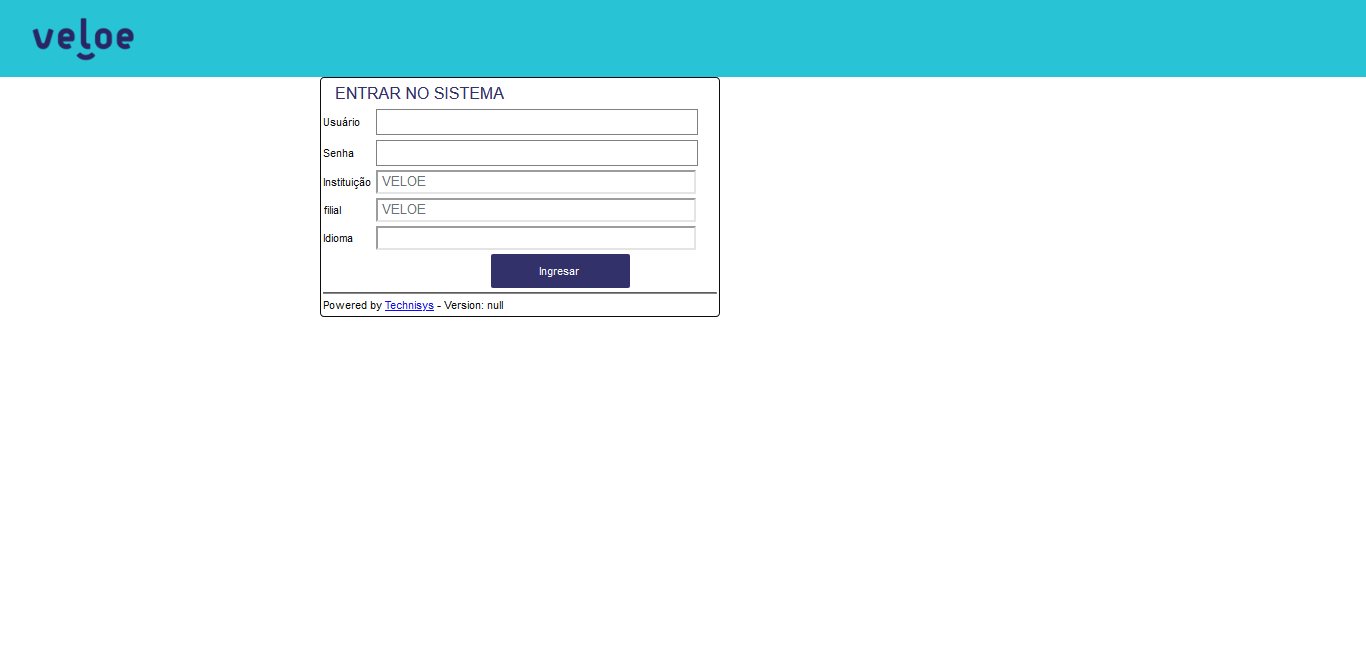 veloe
ENTRAR NO SISTEMA
Usuário
Senha
Instituição VELOE
filial VELOE
Idioma
Ingresar
Powered by Technisys - Version: null